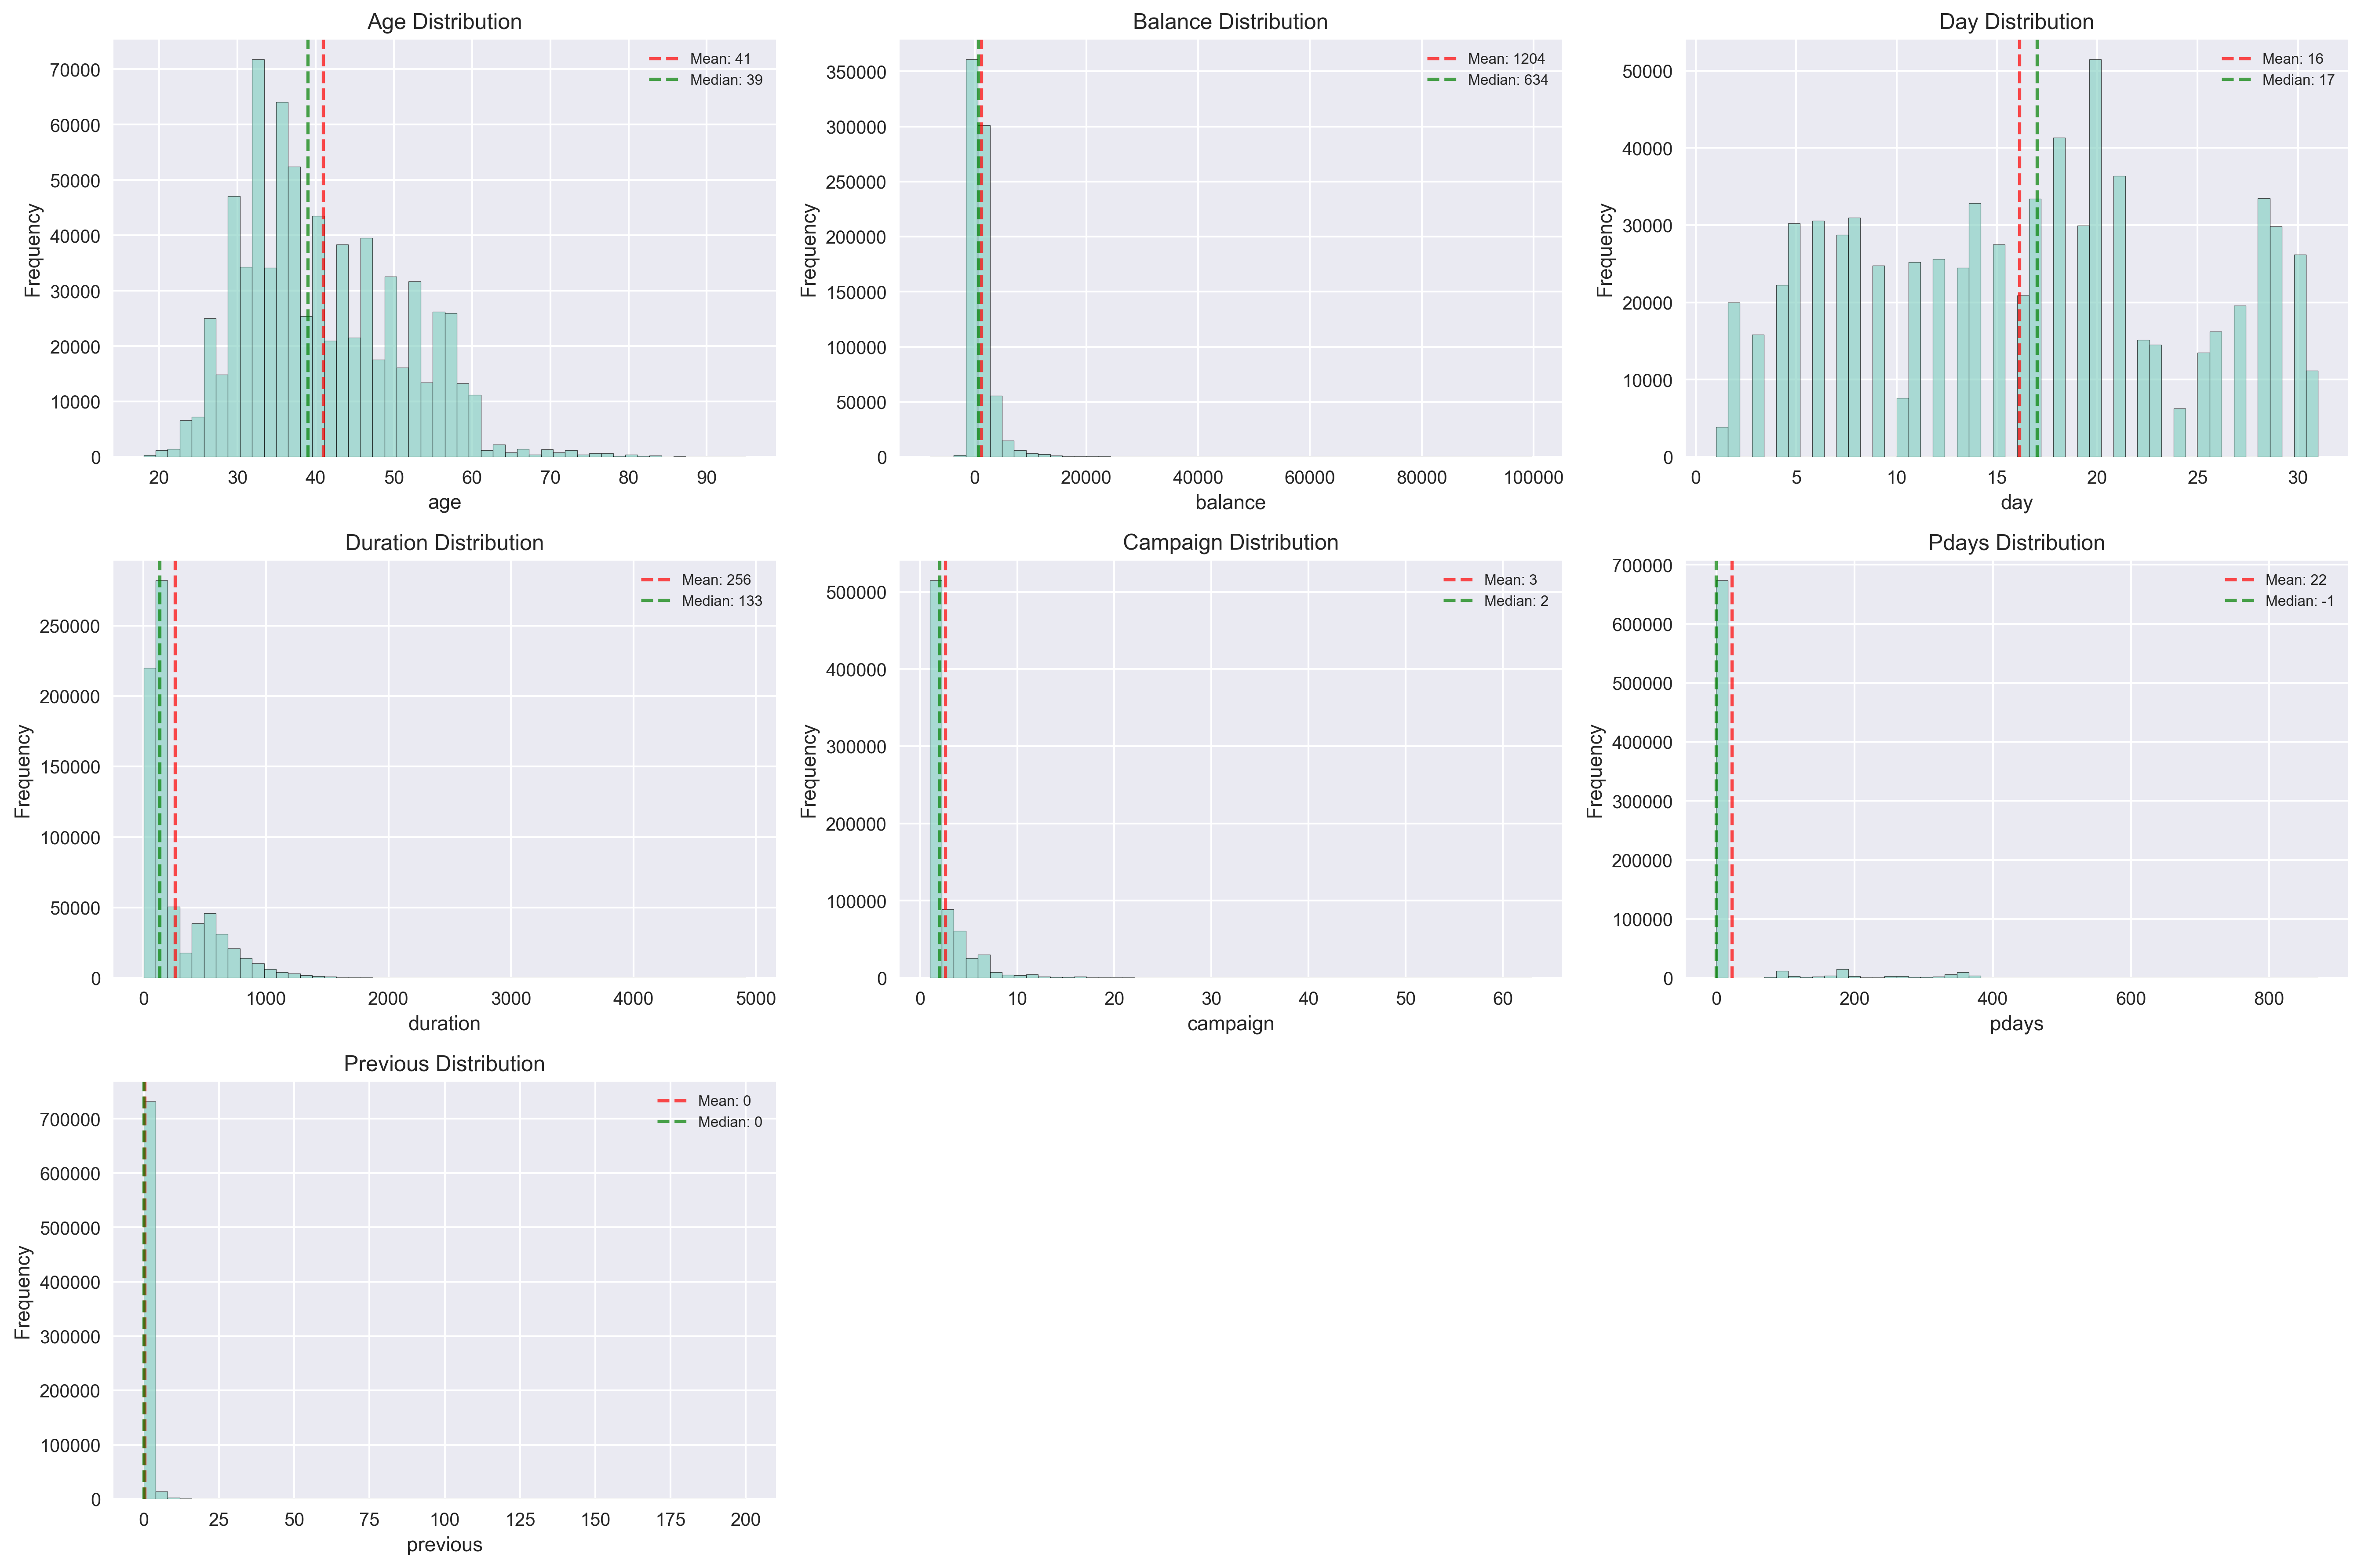 Age Distribution
Mean: 41
Median: 39
70000
60000
50000
40000
30000
20000
10000
0
Frequency
20 30 40 50 60 70 80 90
age
Balance Distribution
Mean: 1204
Median: 634
350000
300000
250000
200000
150000
100000
50000
0
Frequency
0 20000 40000 60000 80000 100000
balance
Day Distribution
Mean: 16
Median: 17
50000
40000
30000
20000
10000
0
Frequency
0 5 10 15 20 25 30
day
Duration Distribution
Mean: 256
Median: 133
250000
200000
150000
100000
50000
0
Frequency
0 1000 2000 3000 4000 5000
duration
Campaign Distribution
Mean: 3
Median: 2
500000
400000
300000
200000
100000
0
Frequency
0 10 20 30 40 50 60
campaign
Pdays Distribution
Mean: 22
Median: -1
700000
600000
500000
400000
300000
200000
100000
0
Frequency
0 200 400 600 800
pdays
Previous Distribution
Mean: 0
Median: 0
700000
600000
500000
400000
300000
200000
100000
0
Frequency
0 25 50 75 100 125 150 175 200
previous